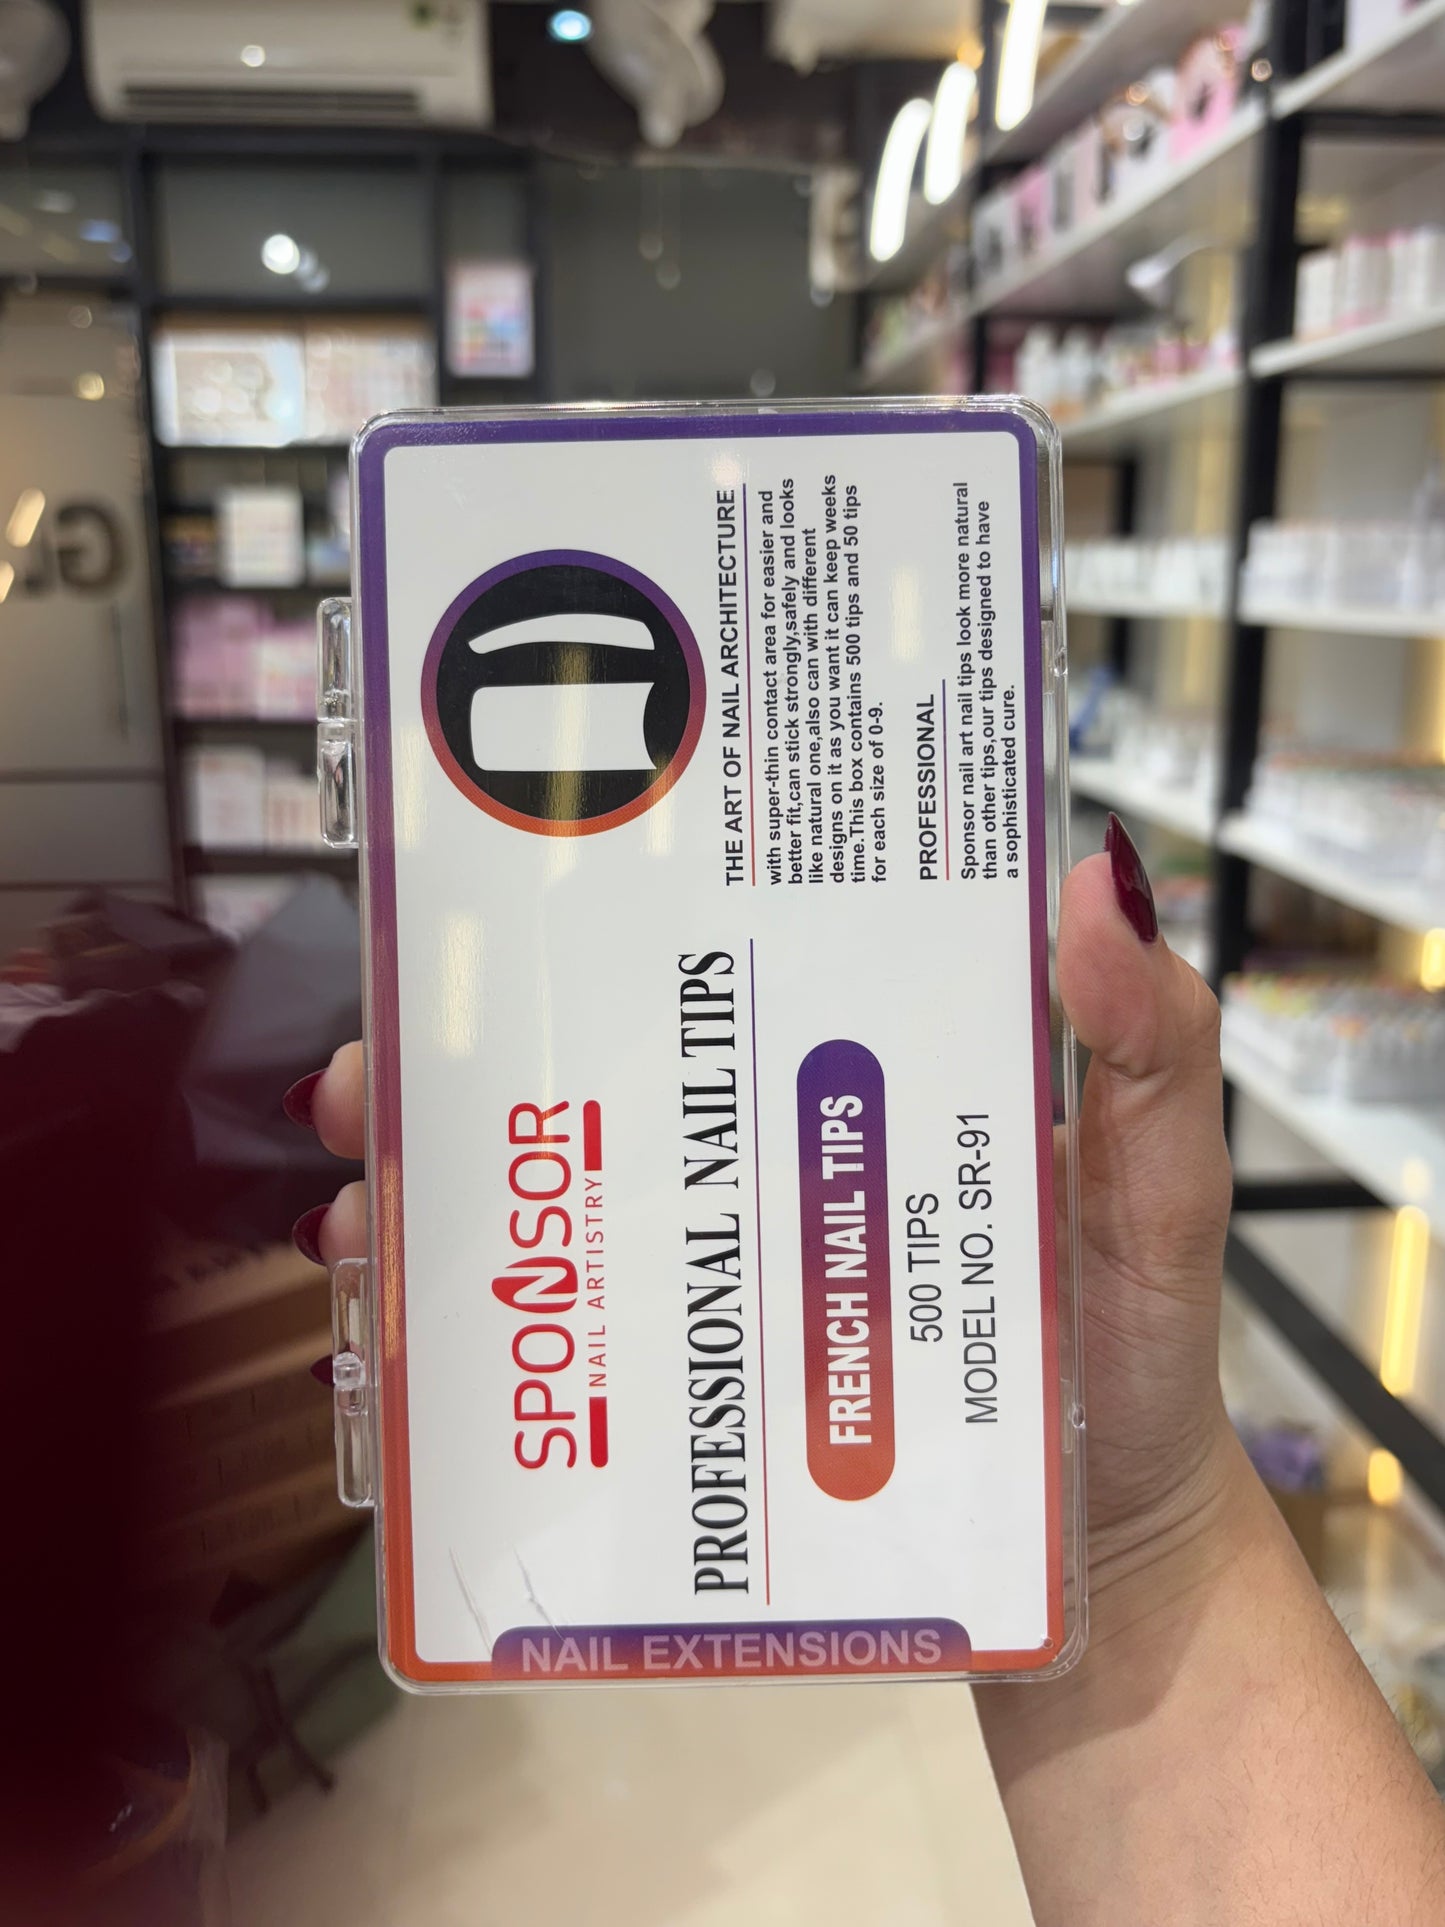 SPONSOR
NAIL ARTISTRY
PROFESSIONAL NAIL TIPS
FRENCH NAIL TIPS
500 TIPS
MODEL NO. SR-91
NAIL EXTENSIONS
THE ART OF NAIL ARCHITECTURE
with super-thin contact area for easier and
better fit,can stick strongly,safely and looks
like natural one,also can with different
designs on it as you want it can keep weeks
time.This box contains 500 tips and 50 tips
for each size of 0-9.
PROFESSIONAL
Sponsor nail art nail tips look more natural
than other tips,our tips designed to have
a sophisticated cure.